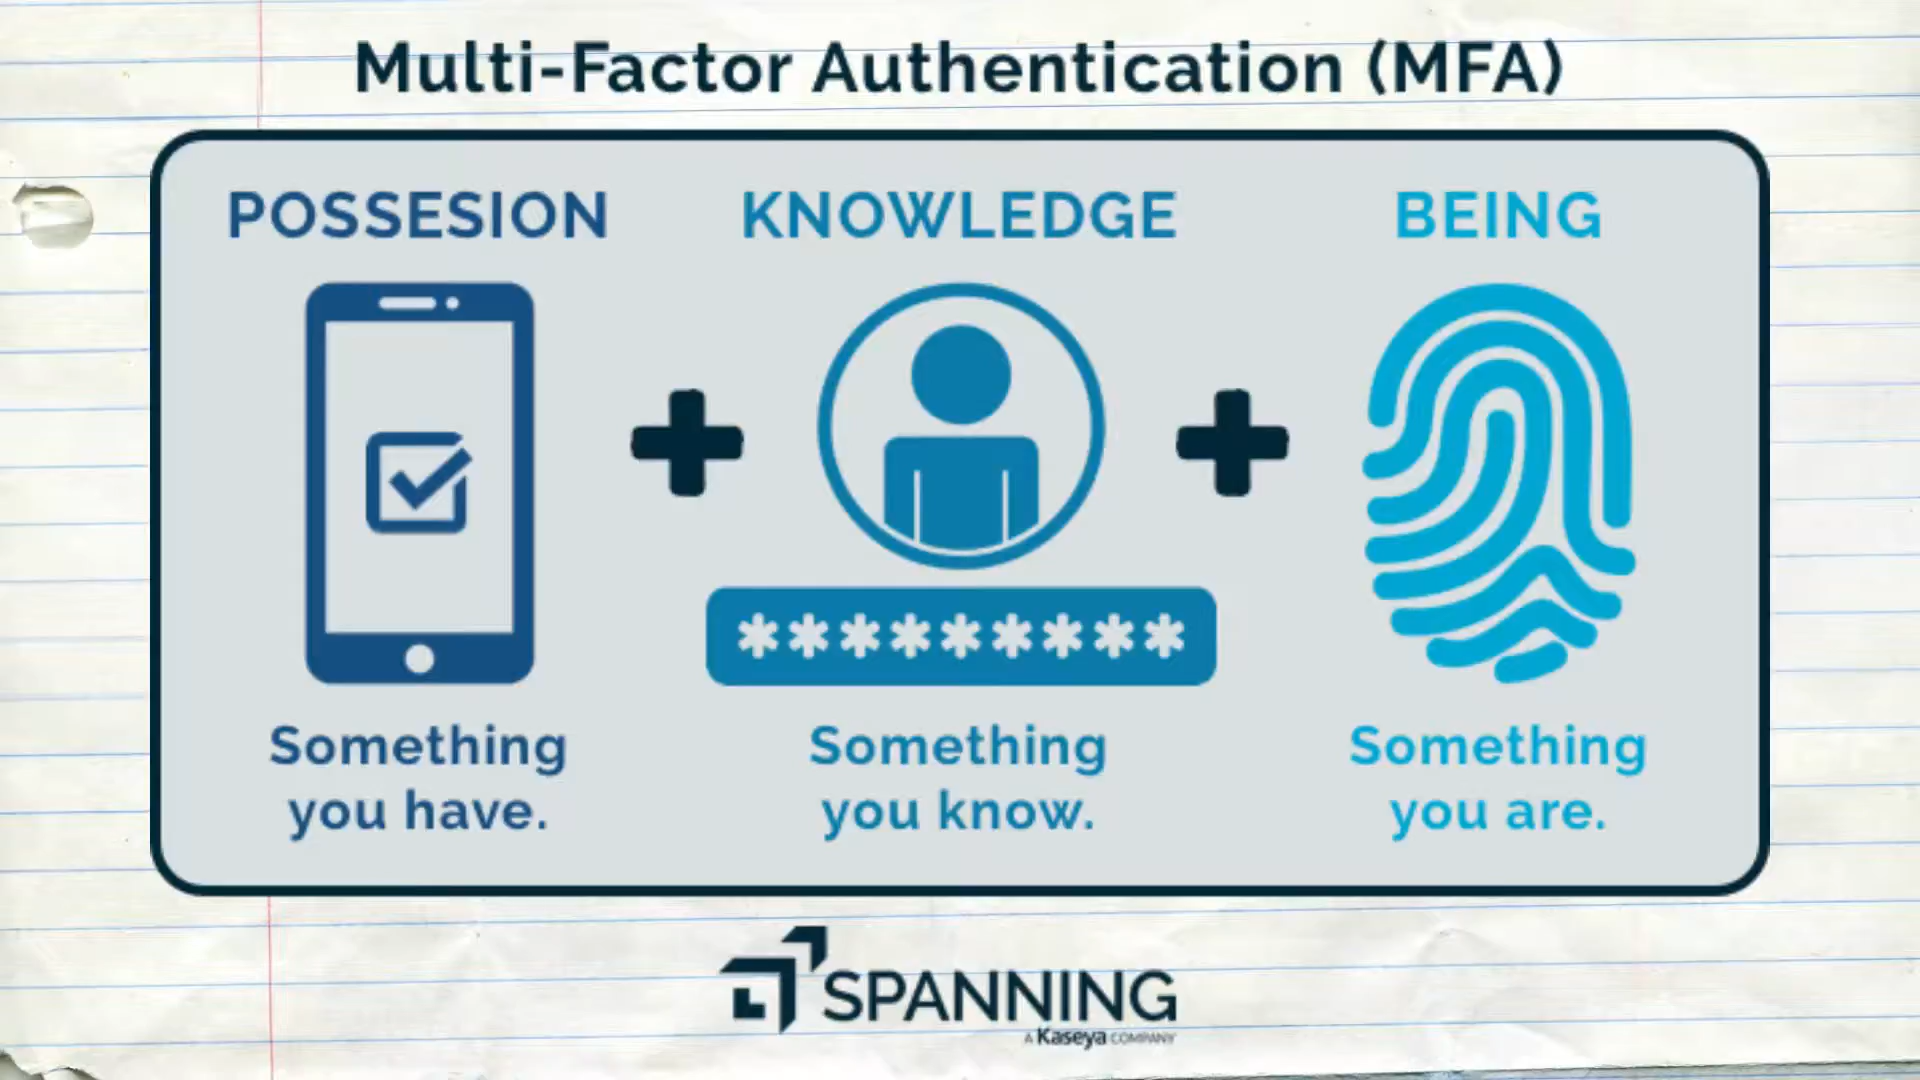 Multi-Factor Authentication (MFA)
POSSESION
KNOWLEDGE
BEING
*********
Something
you have.
Something
you know.
Something
you are.
SPANNING
A Kaseya COMPANY